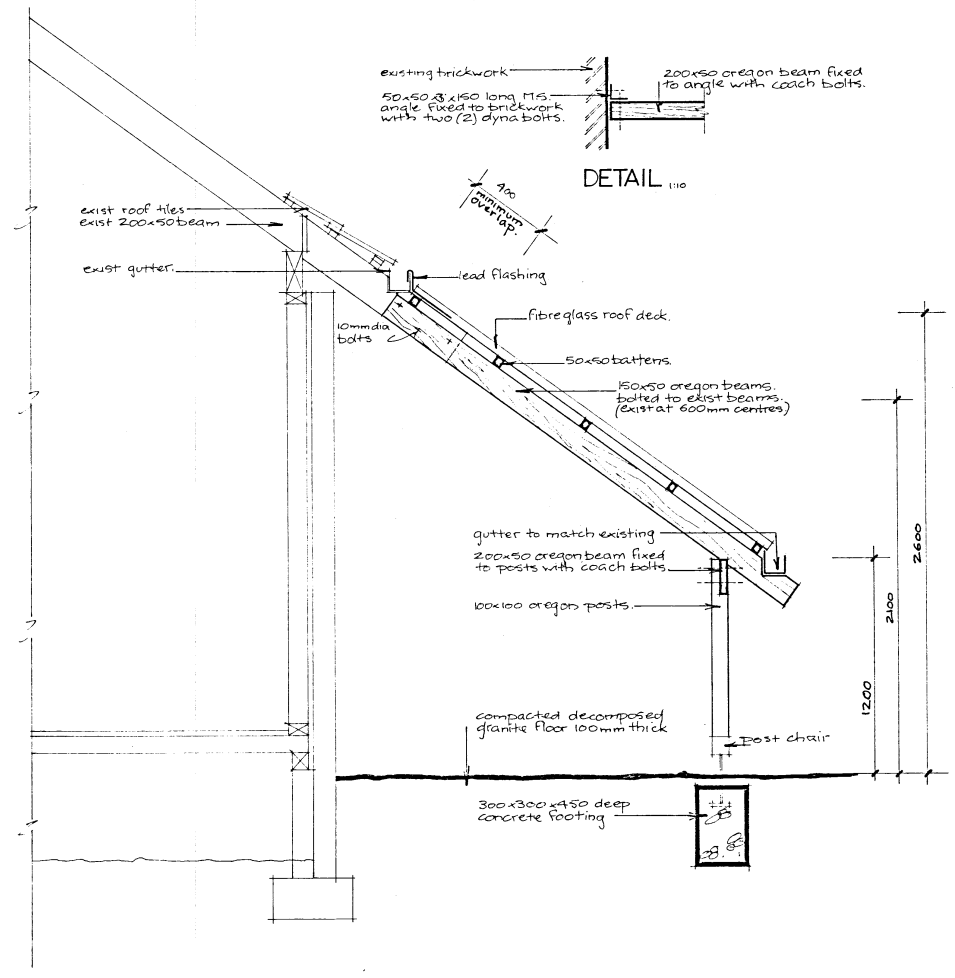 existing brickwork
50x50x8x150 long M.S.
angle fixed to brickwork
with two (2) dynabolts.
200x50 oregon beam fixed
to angle with coach bolts.
DETAIL 1:10
400
minimum
overlap.
exist roof tiles
exist 200x50 beam
exist gutter.
lead flashing
10mm dia
bolts
fibreglass roof deck.
50x50 battens.
150x50 oregon beams.
bolted to exist beams.
(exist at 600mm centres)
gutter to match existing
200x50 oregon beam fixed
to posts with coach bolts
100x100 oregon posts.
2600
2100
1200
compacted decomposed
granite floor 100mm thick
post chair
300x300x450 deep
concrete footing